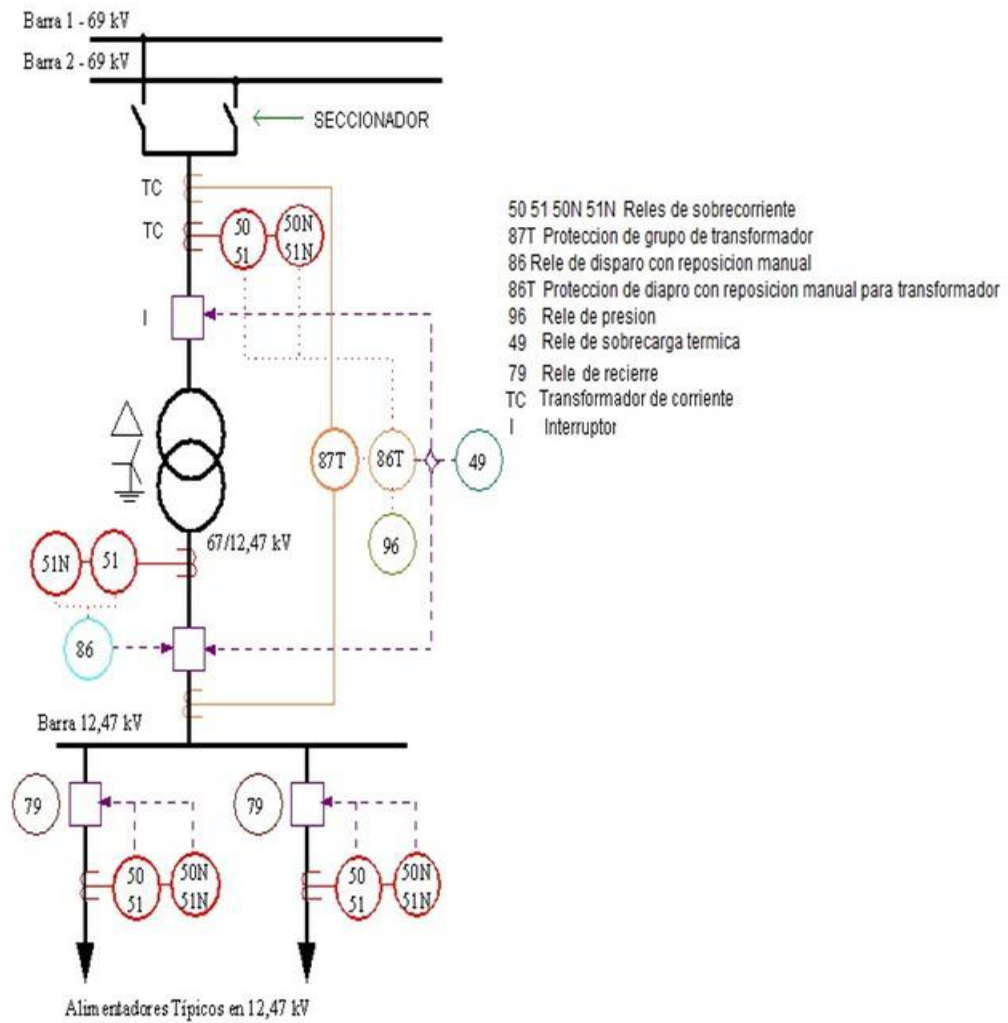 Barra 1 - 69 kV
Barra 2 - 69 kV
SECCIONADOR
TC
TC
50
51
50N
51N
I
87T
86T
49
96
67/12,47 kV
51N
51
86
Barra 12,47 kV
79
79
50
51
50N
51N
50
51
50N
51N
Alimentadores Típicos en 12,47 kV
50 51 50N 51N Reles de sobrecorriente
87T Proteccion de grupo de transformador
86 Rele de disparo con reposicion manual
86T Proteccion de diapro con reposicion manual para transformador
96 Rele de presion
49 Rele de sobrecarga termica
79 Rele de recierre
TC Transformador de corriente
I Interruptor